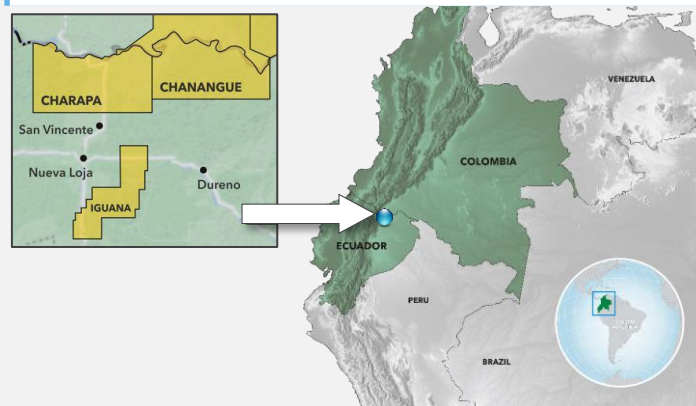 CHARAPA
CHANANGUE
San Vincente
Nueva Loja
Dureno
IGUANA
VENEZUELA
COLOMBIA
ECUADOR
PERU
BRAZIL